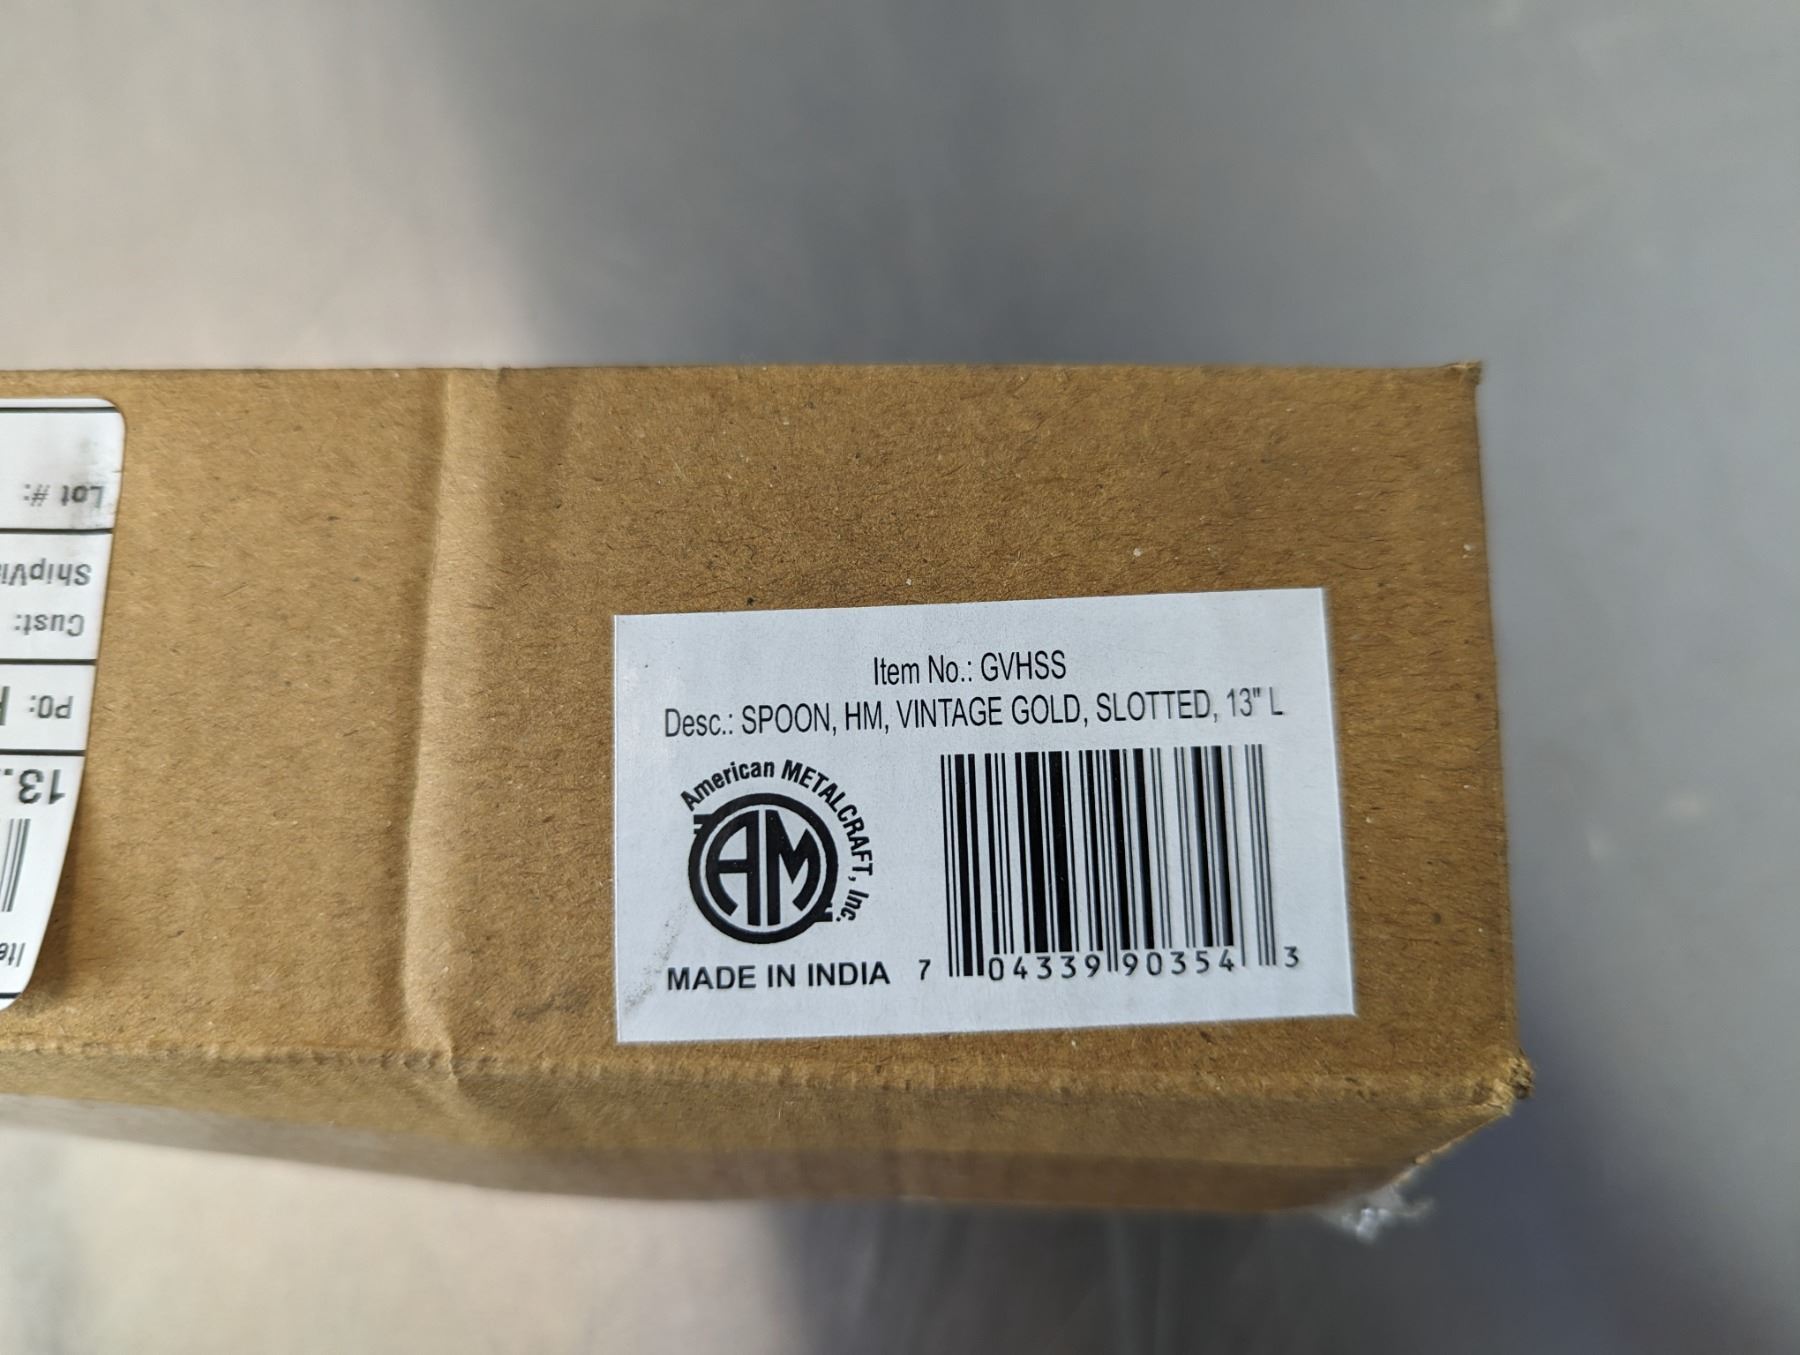 Item No.: GVHSS
Desc.: SPOON, HM, VINTAGE GOLD, SLOTTED, 13" L
American METALCRAFT, Inc.
AM
MADE IN INDIA
7 04339 90354 3
Lot #:
Cust:
PO:
13.